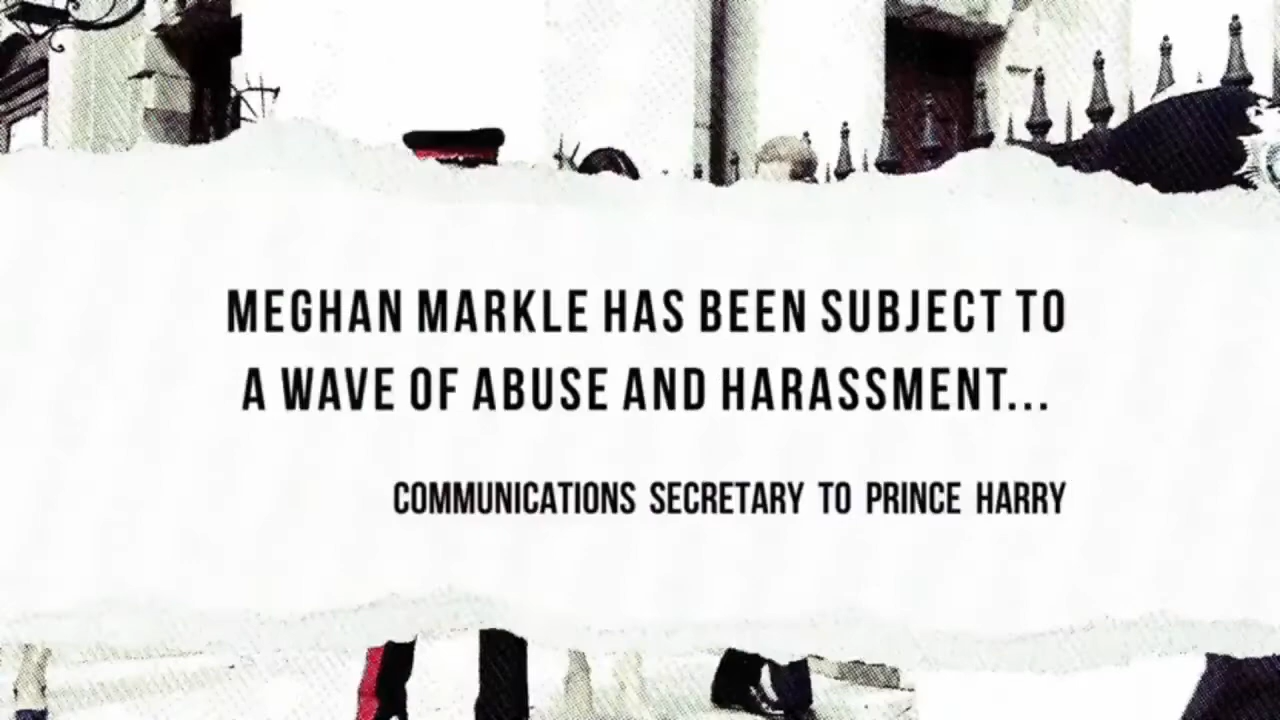 MEGHAN MARKLE HAS BEEN SUBJECT TO
A WAVE OF ABUSE AND HARASSMENT...
COMMUNICATIONS SECRETARY TO PRINCE HARRY